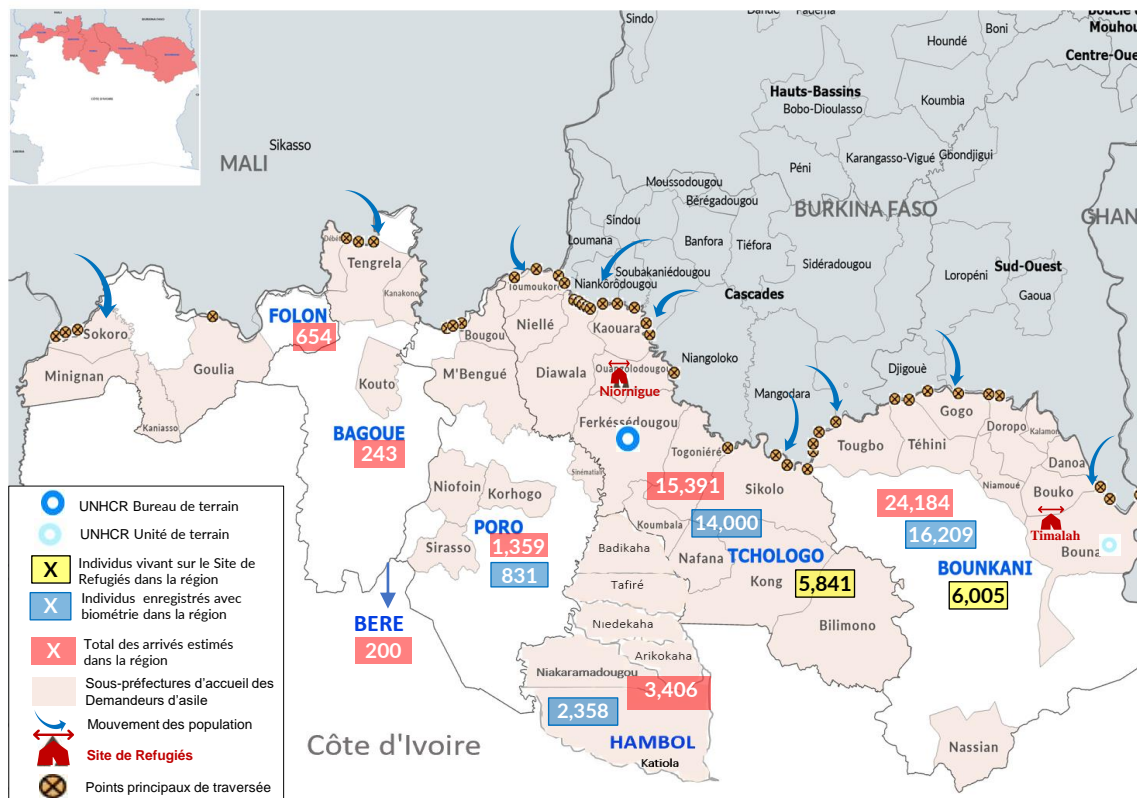 CÔTE D'IVOIRE
MALI
Sikasso
Sindo
Houndé
Boni
Mouhou
Centre-Oue
Hauts-Bassins
Bobo-Dioulasso
Koumbia
Péni
Karangasso-Vigué
Gbondjigui
Moussodougou
Bérégadougou
BURKINA FASO
GHAN
Sindou
Loumana
Banfora
Tiéfora
Sidéradougou
Soubakaniédougou
Niankorôdougou
Loropéni
Sud-Ouest
Gaoua
Cascades
Niangoloko
Mangodara
Djigouè
Tengrela
Kanakono
Toumoukoro
Sokoro
FOLON
654
Goulia
Minignan
Kaniasso
Kouto
Bougou
Niellé
Kaouara
M'Bengué
Diawala
Ouangolodougou
Niornigue
BAGOUE
243
Ferkéssédougou
Togoniéré
Sinématiali
Tougbo
Téhini
Gogo
Doropo
Kalamon
Danoa
Niamoué
Bouko
Timalah
Bouna
Niofoin
Korhogo
PORO
1,359
831
Sirasso
15,391
Sikolo
14,000
Koumbala
Nafana
TCHOLOGO
Kong
5,841
Bilimono
24,184
16,209
BOUNKANI
6,005
Badikaha
Tafiré
Niedekaha
Arikokaha
Niakaramadougou
BERE
200
3,406
2,358
HAMBOL
Katiola
Nassian
Côte d'Ivoire
UNHCR Bureau de terrain
UNHCR Unité de terrain
X Individus vivant sur le Site de
Refugiés dans la région
X Individus enregistrés avec
biométrie dans la région
X Total des arrivés estimés
dans la région
Sous-préfectures d'accueil des
Demandeurs d'asile
Mouvement des population
Site de Refugiés
Points principaux de traversée